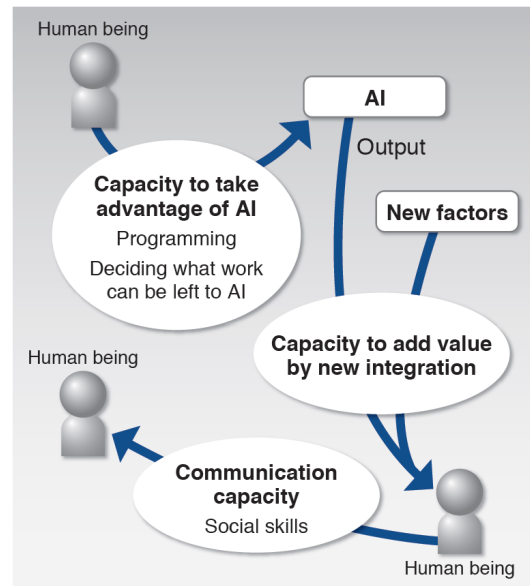 Human being
AI
Output
Capacity to take
advantage of AI
Programming
Deciding what work
can be left to AI
New factors
Capacity to add value
by new integration
Human being
Communication
capacity
Social skills
Human being